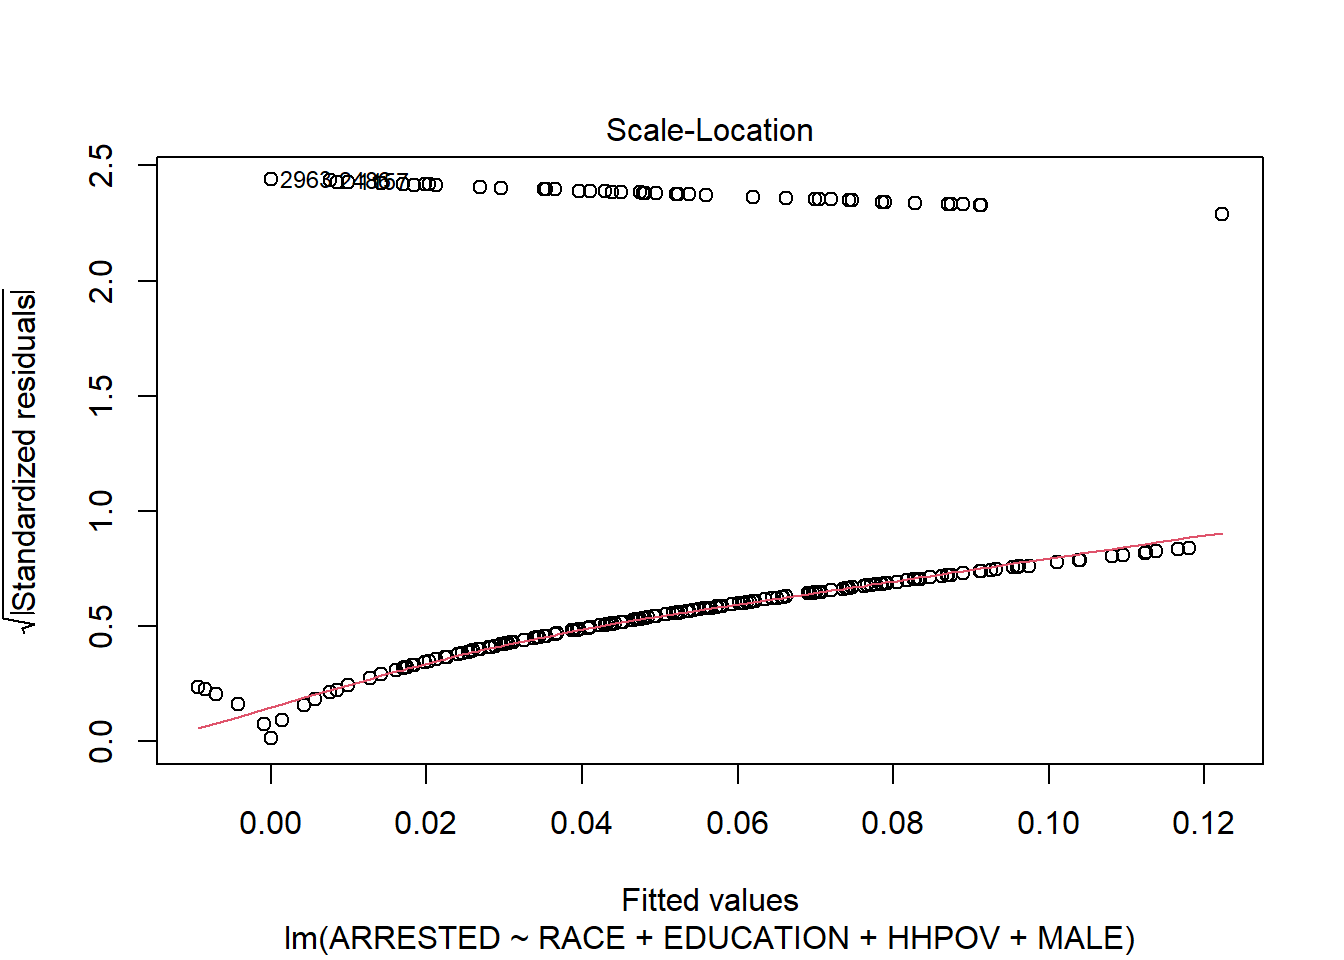 Scale-Location
2.5
2.0
1.5
1.0
0.5
0.0
√|Standardized residuals|
2963
0.00 0.02 0.04 0.06 0.08 0.10 0.12
Fitted values
lm(ARRESTED ~ RACE + EDUCATION + HHPOV + MALE)